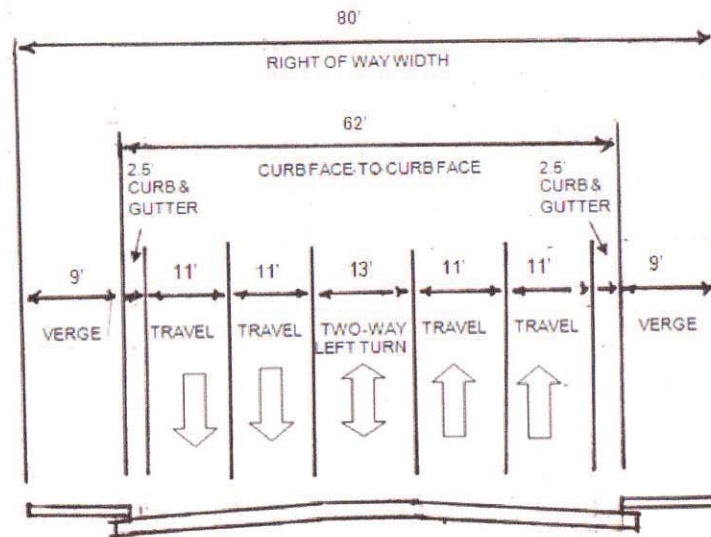 80'
RIGHT OF WAY WIDTH
62'
CURB FACE-TO-CURB FACE
2.5'
CURB &
GUTTER
2.5'
CURB &
GUTTER
9'
11'
11'
13'
11'
11'
9'
VERGE
TRAVEL
TRAVEL
TWO-WAY
LEFT TURN
TRAVEL
TRAVEL
VERGE